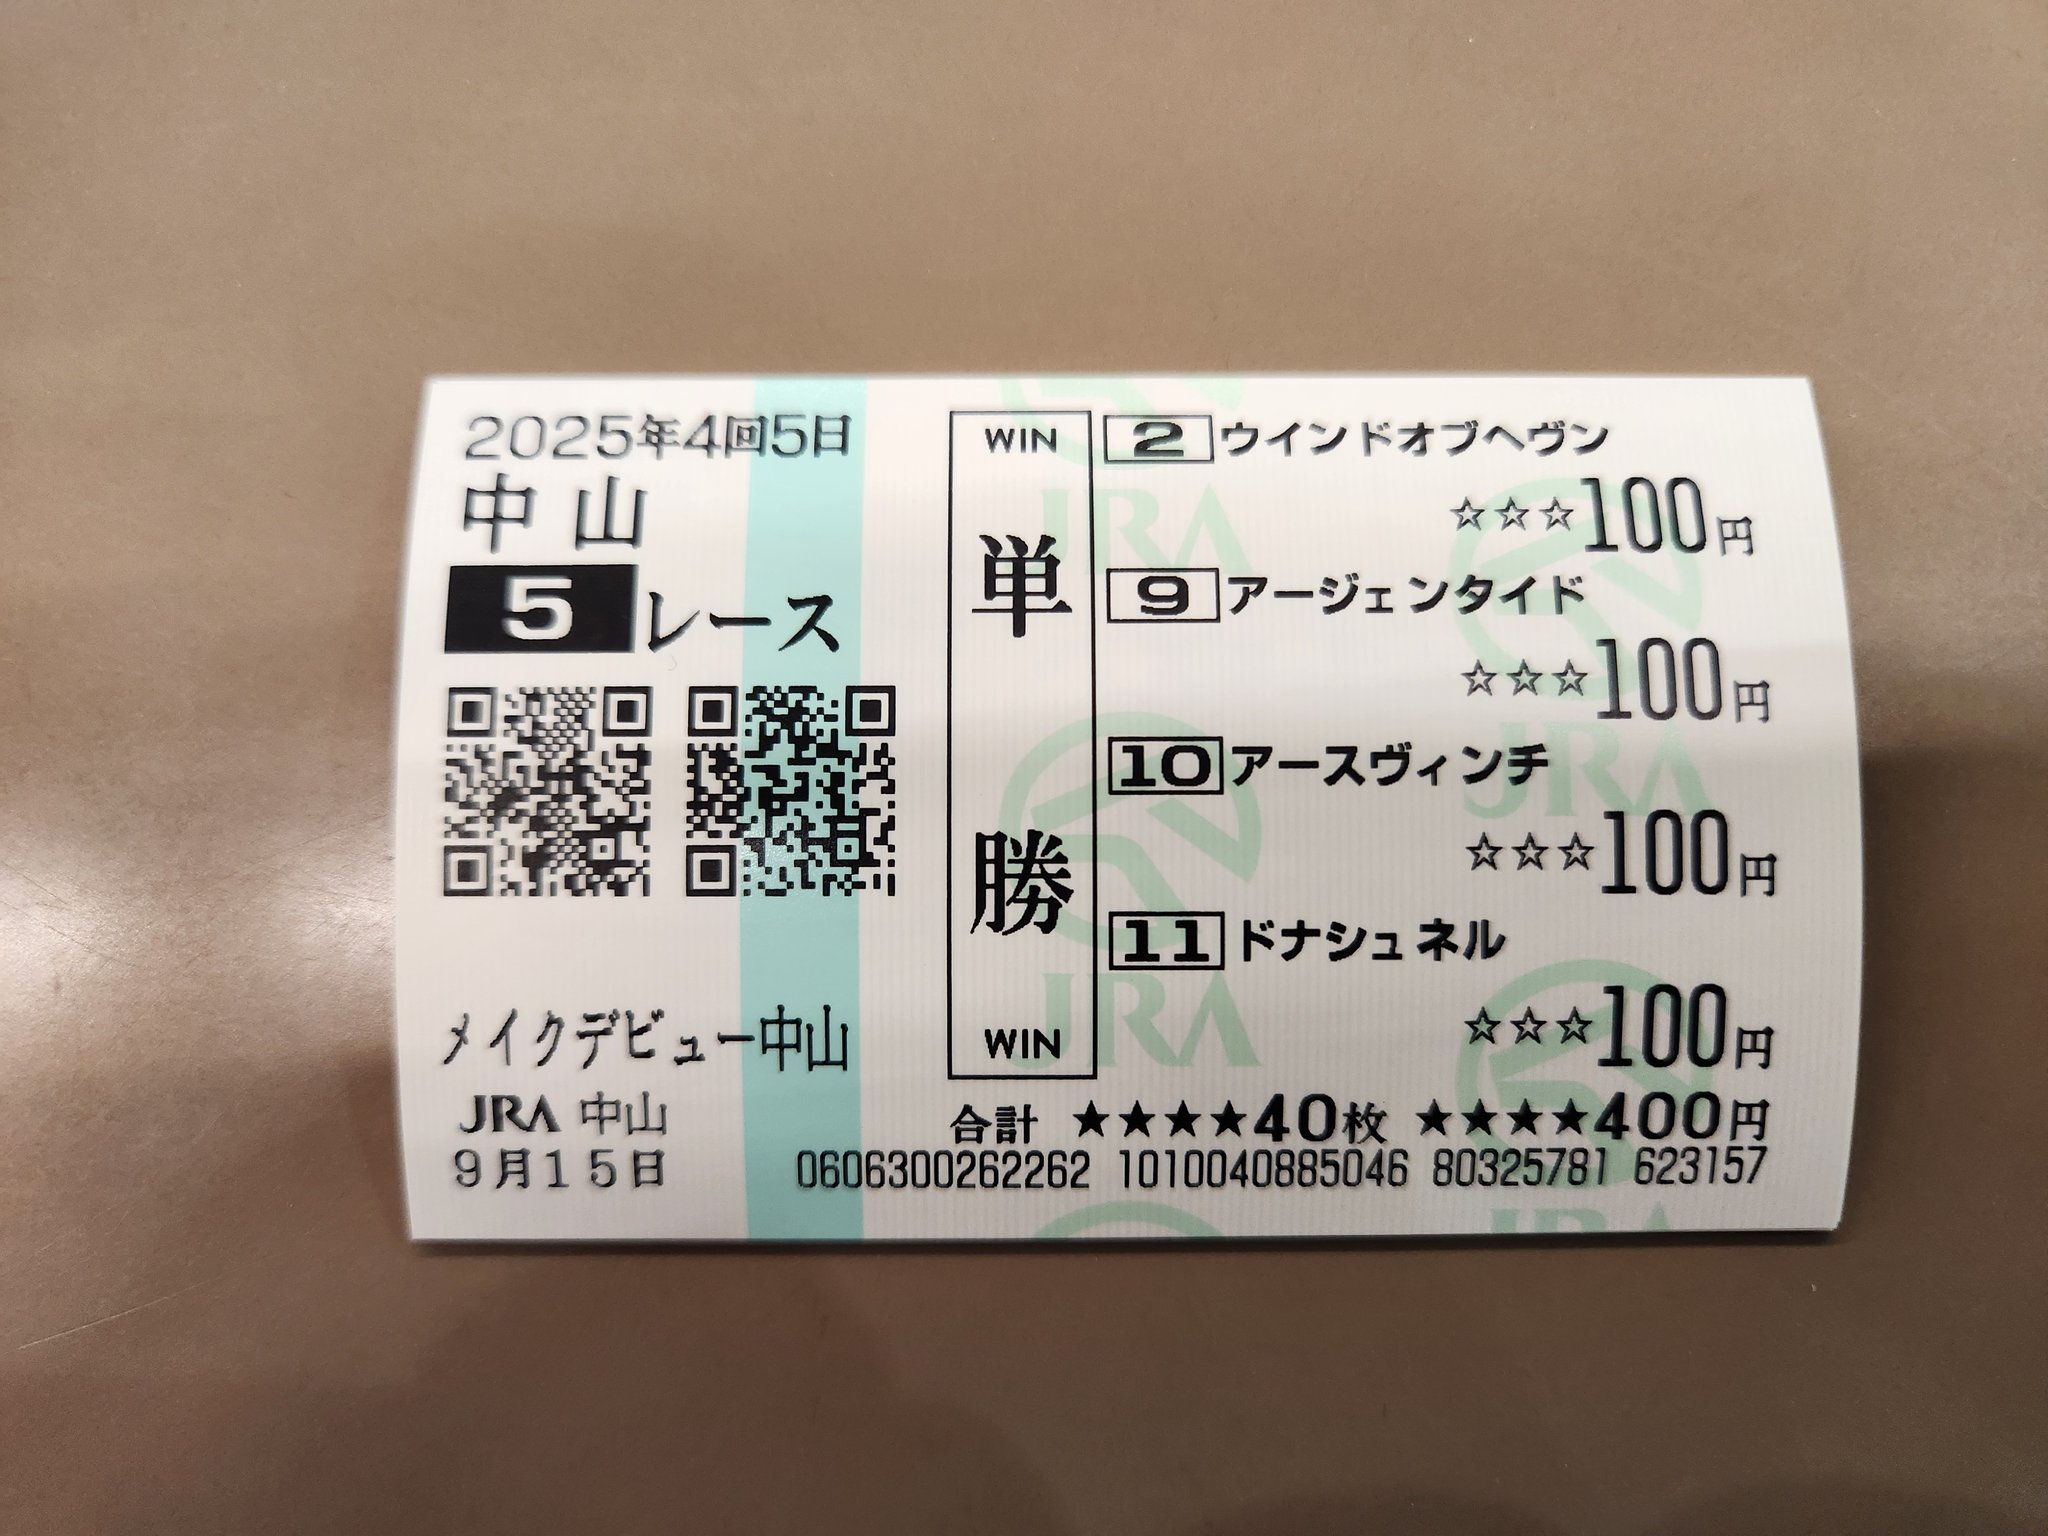 2025年4回5日
中山
5レース
メイクデビュー中山
JRA 中山
9月15日
WIN
単勝
WIN
2 ウインドオブヘヴン
☆☆☆100円
9 アージェンタイド
☆☆☆100円
10 アースヴィンチ
☆☆☆100円
11 ドナシュネル
☆☆☆100円
合計 ★★★★40枚 ★★★★400円
0606300262262 1010040885046 80325781 623157
JRA
JRA
JRA
JRA